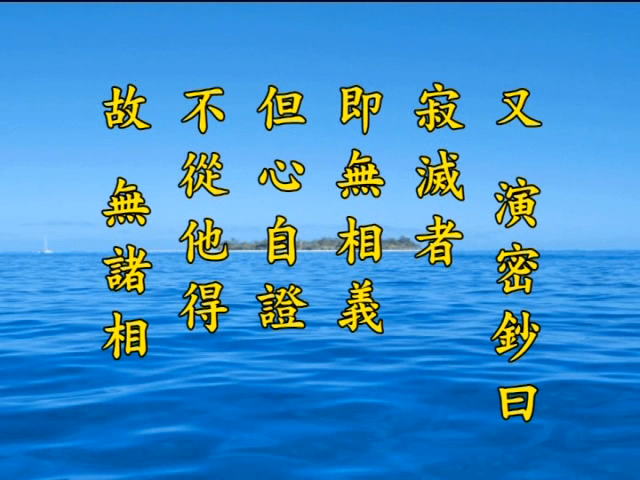 又 演密鈔曰
寂滅者
即無相義
但心自證
不從他得
故 無諸相